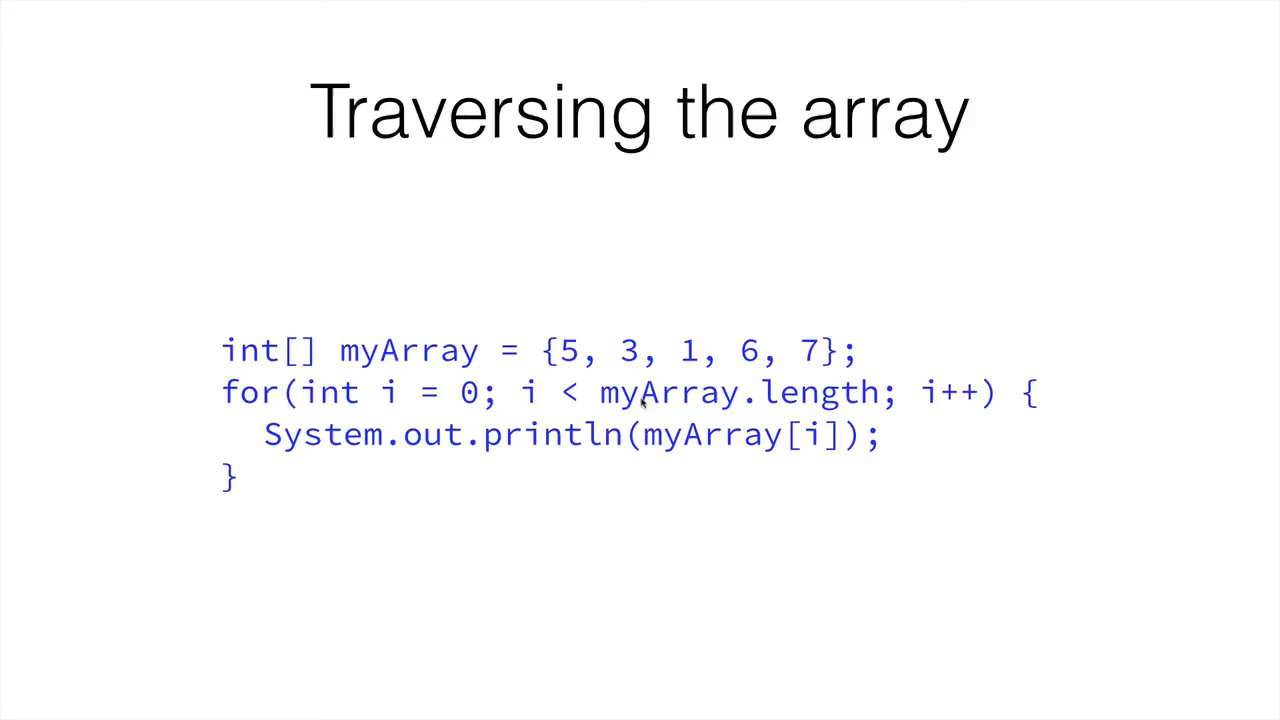 Traversing the array
int[] myArray = {5, 3, 1, 6, 7};
for(int i = 0; i < myArray.length; i++) {
  System.out.println(myArray[i]);
}